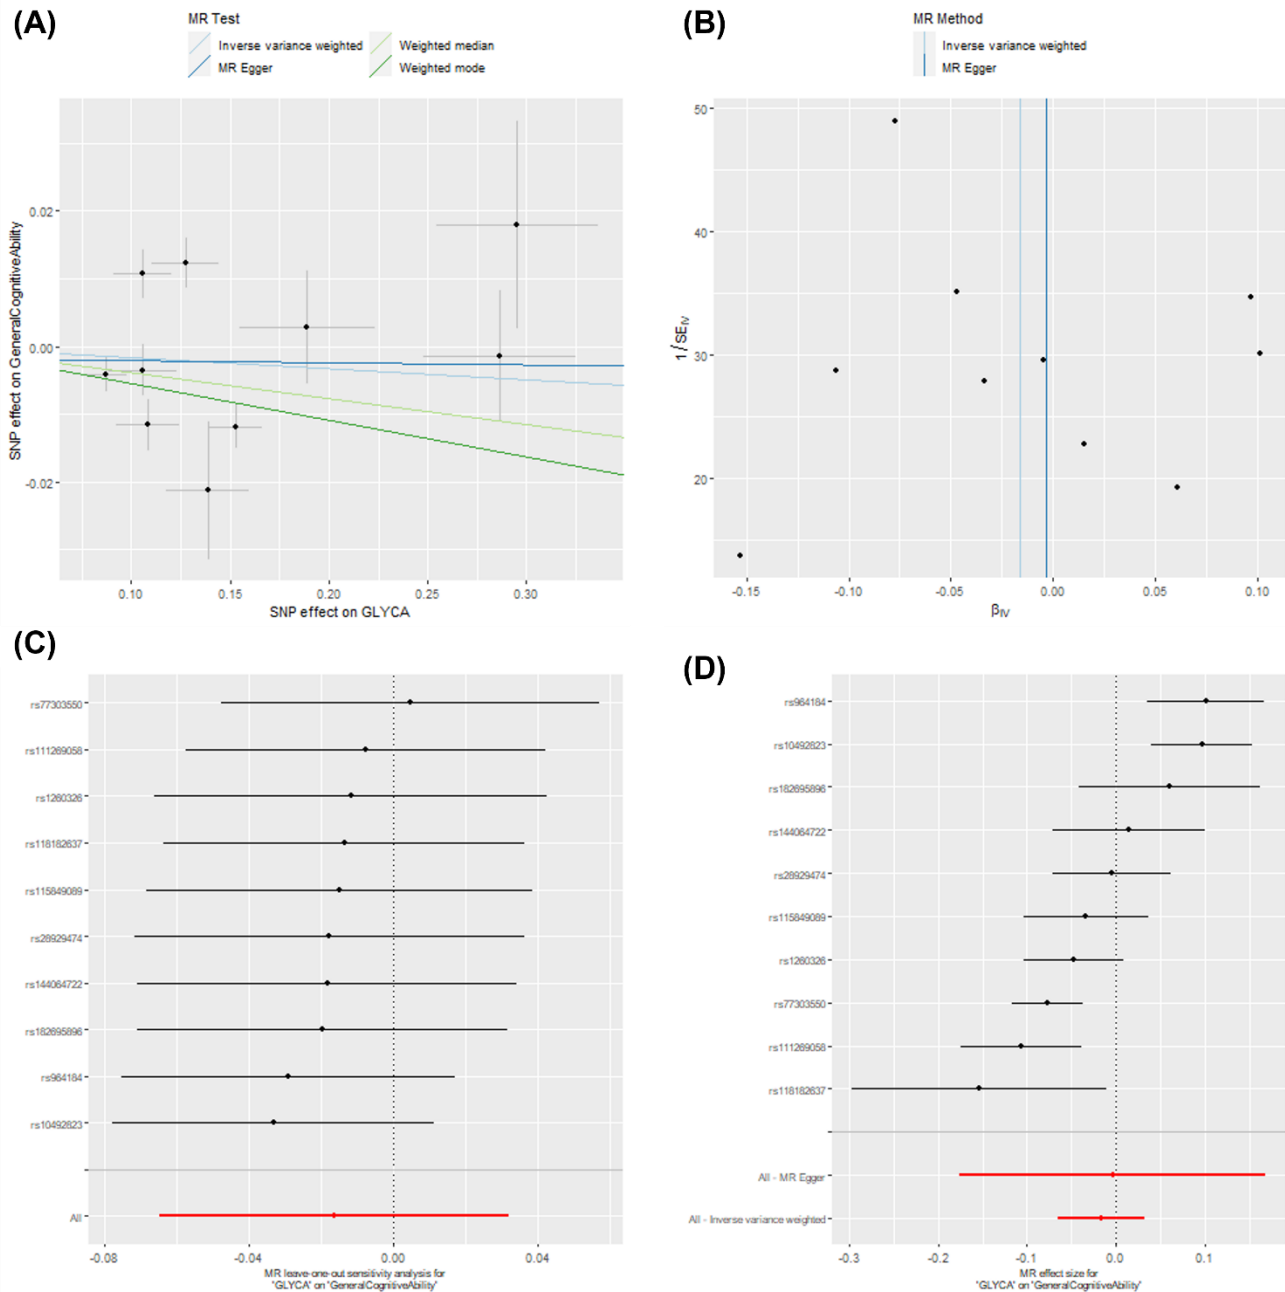 (A)
MR Test
Inverse variance weighted
Weighted median
MR Egger
Weighted mode
SNP effect on GeneralCognitiveAbility
0.02
0.00
-0.02
0.10
0.15
0.20
0.25
0.30
SNP effect on GLYCA
(B)
MR Method
Inverse variance weighted
MR Egger
1/SE_IV
50
40
30
20
-0.15
-0.10
-0.05
0.00
0.05
0.10
β_IV
(C)
rs77303550
rs111269058
rs1260326
rs118182637
rs115849089
rs28929474
rs144064722
rs182695896
rs964184
rs10492823
All
-0.08
-0.04
0.00
0.04
MR leave-one-out sensitivity analysis for
'GLYCA' on 'GeneralCognitiveAbility'
(D)
rs964184
rs10492823
rs182695896
rs144064722
rs28929474
rs115849089
rs1260326
rs77303550
rs111269058
rs118182637
All - MR Egger
All - Inverse variance weighted
-0.3
-0.2
-0.1
0.0
0.1
MR effect size for
'GLYCA' on 'GeneralCognitiveAbility'